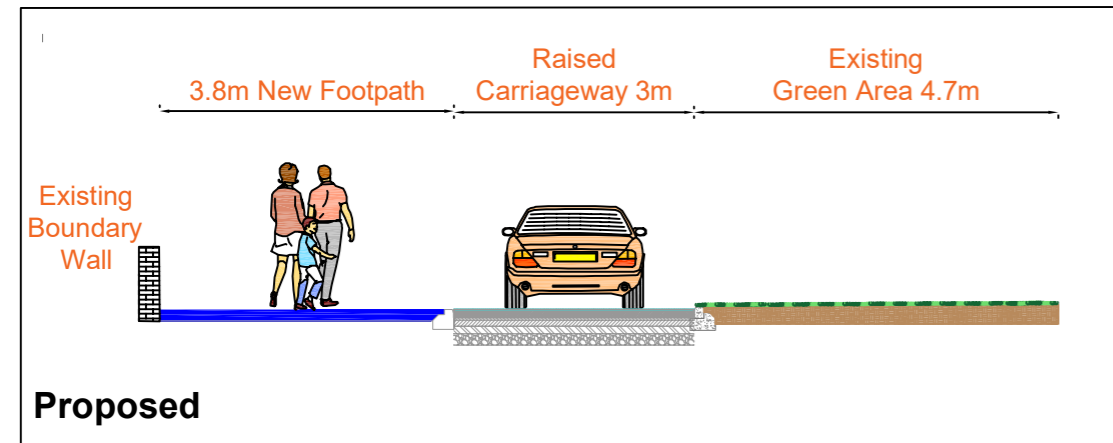 Raised
Carriageway 3m
Existing
Green Area 4.7m
3.8m New Footpath
Existing
Boundary
Wall
Proposed